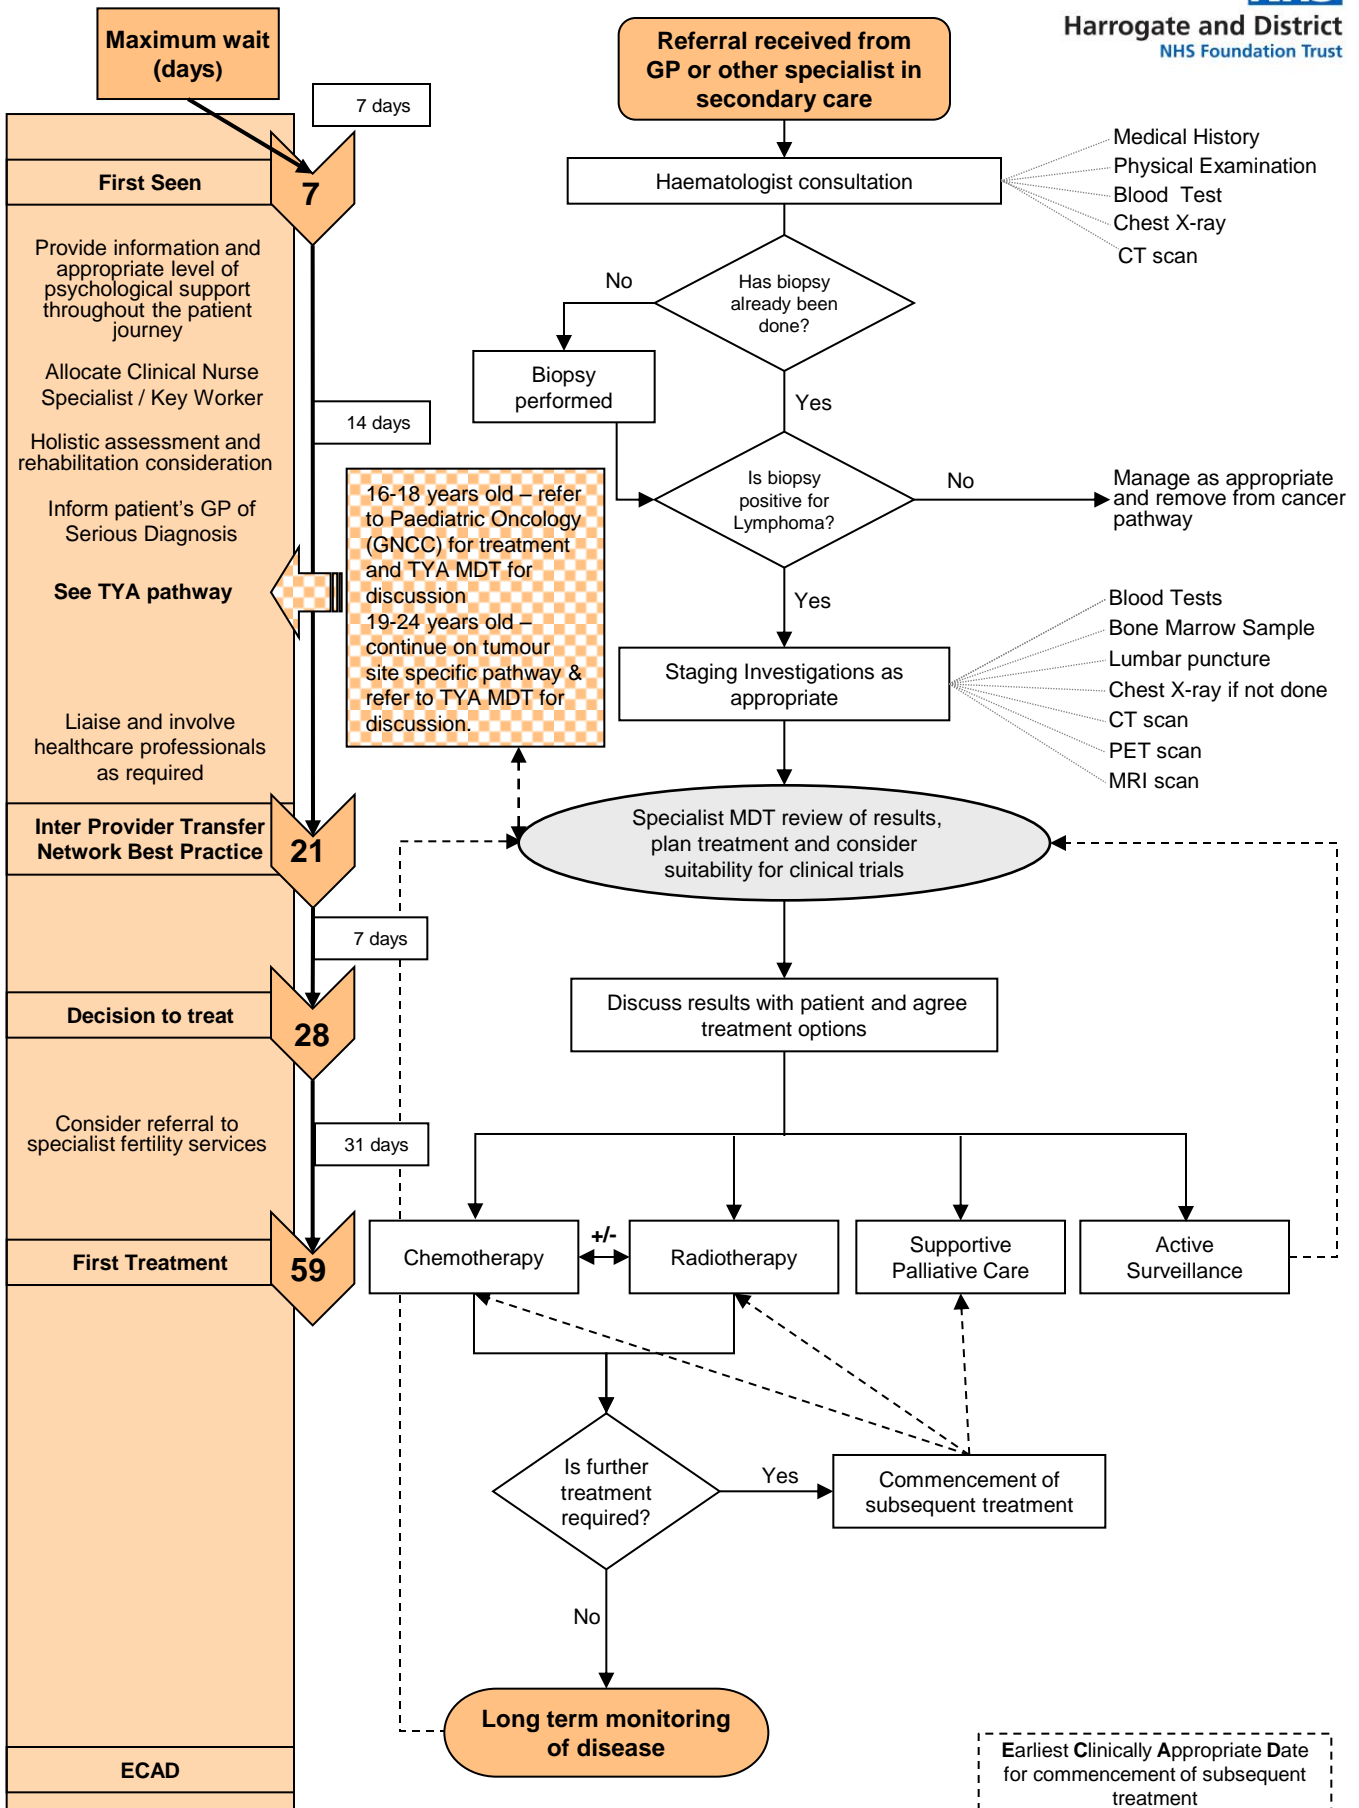 NHS
Harrogate and District
NHS Foundation Trust
Maximum wait
(days)
7 days
First Seen
7
Provide information and
appropriate level of
psychological support
throughout the patient
journey
Allocate Clinical Nurse
Specialist / Key Worker
14 days
Holistic assessment and
rehabilitation consideration
Inform patient's GP of
Serious Diagnosis
See TYA pathway
16-18 years old – refer
to Paediatric Oncology
(GNCC) for treatment
and TYA MDT for
discussion
19-24 years old –
continue on tumour
site specific pathway &
refer to TYA MDT for
discussion.
Liaise and involve
healthcare professionals
as required
Inter Provider Transfer
Network Best Practice
21
7 days
Decision to treat
28
Consider referral to
specialist fertility services
31 days
First Treatment
59
ECAD
Referral received from
GP or other specialist in
secondary care
Haematologist consultation
Medical History
Physical Examination
Blood Test
Chest X-ray
CT scan
Has biopsy
already been
done?
No
Biopsy
performed
Yes
Is biopsy
positive for
Lymphoma?
No
Manage as appropriate
and remove from cancer
pathway
Yes
Staging Investigations as
appropriate
Blood Tests
Bone Marrow Sample
Lumbar puncture
Chest X-ray if not done
CT scan
PET scan
MRI scan
Specialist MDT review of results,
plan treatment and consider
suitability for clinical trials
Discuss results with patient and agree
treatment options
Chemotherapy
+/-
Radiotherapy
Supportive
Palliative Care
Active
Surveillance
Is further
treatment
required?
Yes
Commencement of
subsequent treatment
No
Long term monitoring
of disease
Earliest Clinically Appropriate Date
for commencement of subsequent
treatment